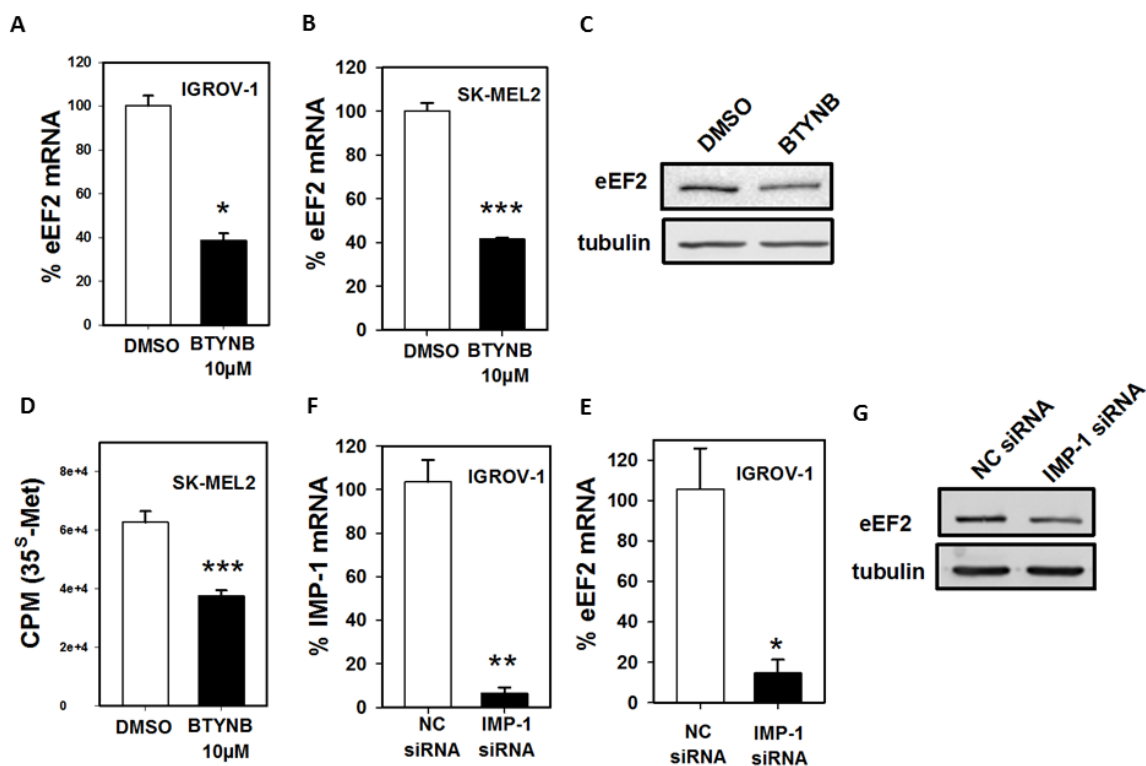 A
% eEF2 mRNA
120
100
80
60
40
20
0
IGROV-1
*
DMSO
BTYNB
10µM
B
% eEF2 mRNA
120
100
80
60
40
20
0
SK-MEL2
***
DMSO
BTYNB
10µM
C
DMSO
BTYNB
eEF2
tubulin
D
CPM (35S-Met)
8e+4
6e+4
4e+4
2e+4
0
SK-MEL2
***
DMSO
BTYNB
10µM
F
% IMP-1 mRNA
120
100
80
60
40
20
0
IGROV-1
**
NC
siRNA
IMP-1
siRNA
E
% eEF2 mRNA
120
100
80
60
40
20
0
IGROV-1
*
NC
siRNA
IMP-1
siRNA
G
NC siRNA
IMP-1 siRNA
eEF2
tubulin